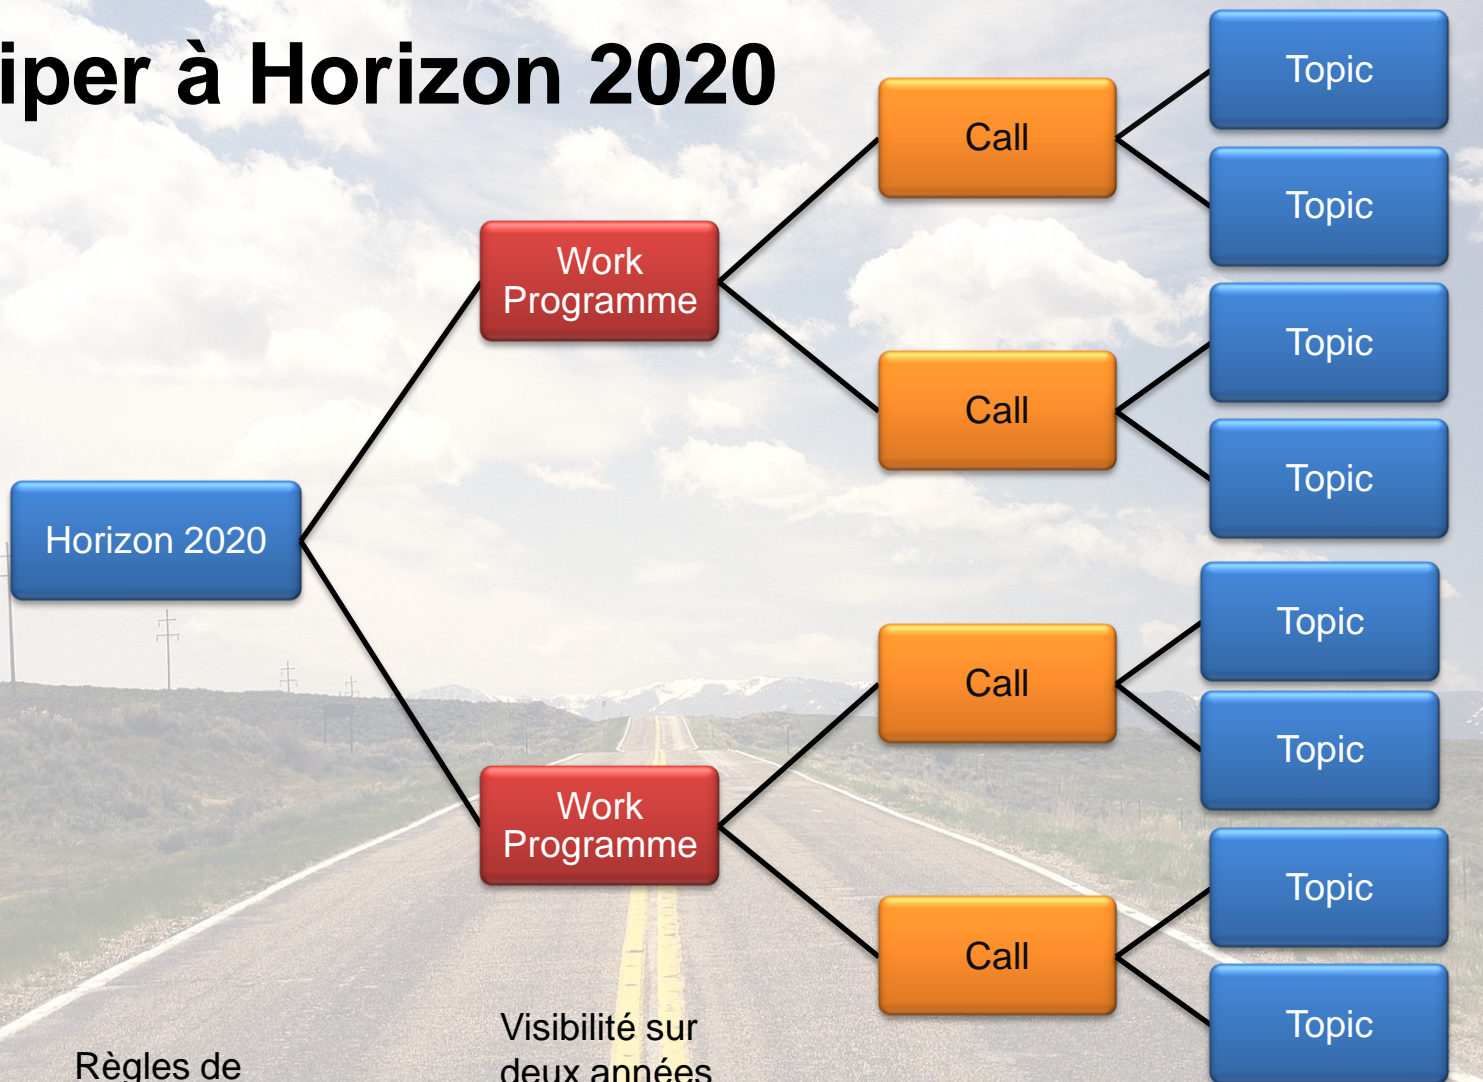 iper à Horizon 2020
Horizon 2020
Work
Programme
Call
Topic
Topic
Call
Topic
Topic
Work
Programme
Call
Topic
Topic
Call
Topic
Topic
Règles de
Visibilité sur
deux années